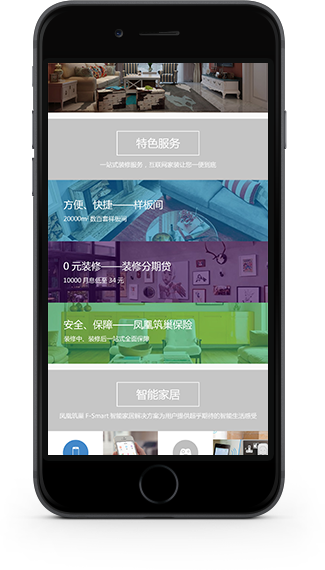 特色服务
一站式装修服务，互联网家装让您一便到底
方便、快捷——样板间
20000m² 数百套样板间
0 元装修——装修分期贷
10000 月息低至 34 元
安全、保障——凤凰筑巢保险
装修中、装修后一站式全面保障
智能家居
凤凰筑巢 F-Smart 智能家居解决方案为用户提供超乎期待的智能生活感受